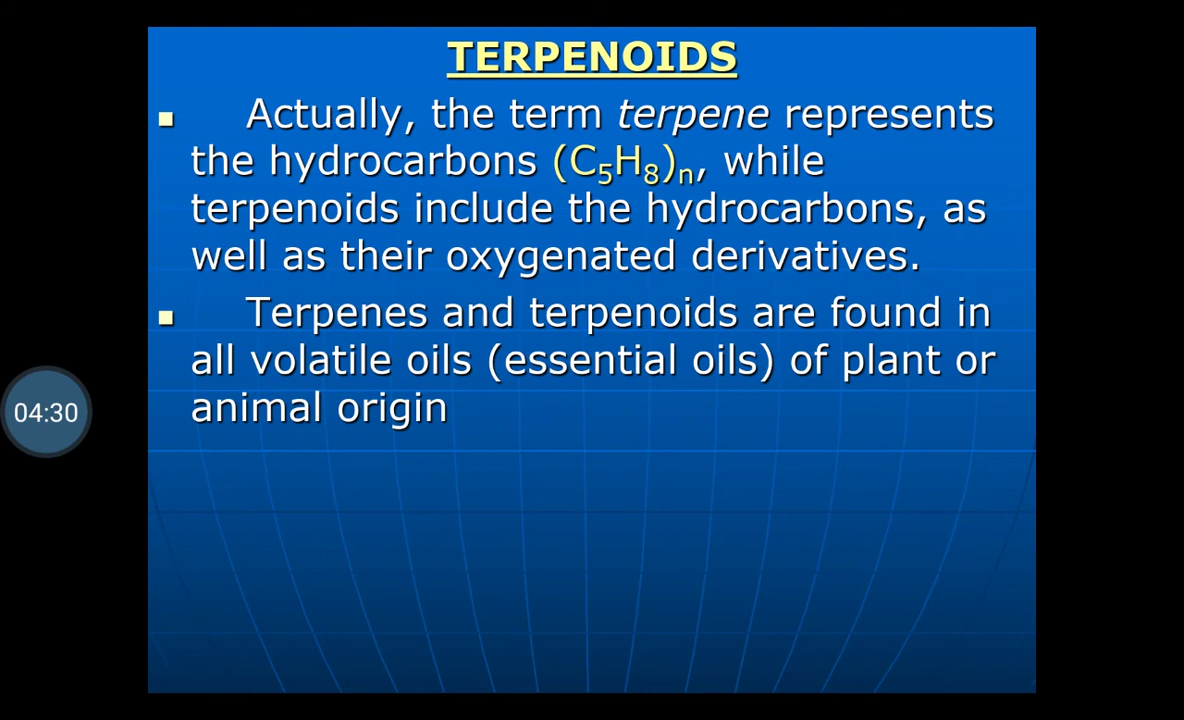 TERPENOIDS
▪ Actually, the term terpene represents
the hydrocarbons (C₅H₈)ₙ, while
terpenoids include the hydrocarbons, as
well as their oxygenated derivatives.
▪ Terpenes and terpenoids are found in
all volatile oils (essential oils) of plant or
04:30
animal origin